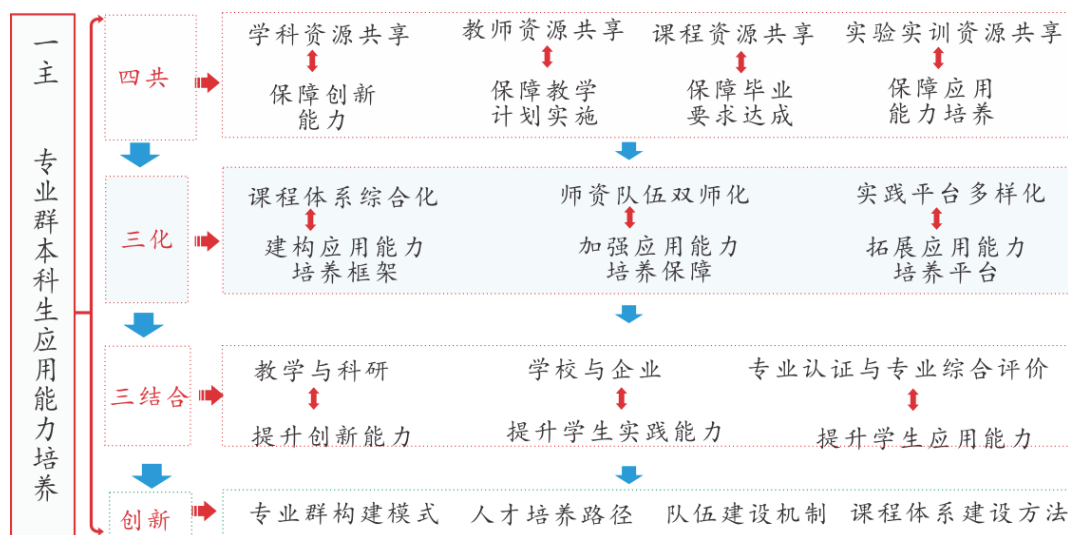 一主 专业群本科生应用能力培养
四共
学科资源共享
教师资源共享
课程资源共享
实验实训资源共享
保障创新
能力
保障教学
计划实施
保障毕业
要求达成
保障应用
能力培养
三化
课程体系综合化
师资队伍双师化
实践平台多样化
建构应用能力
培养框架
加强应用能力
培养保障
拓展应用能力
培养平台
三结合
教学与科研
学校与企业
专业认证与专业综合评价
提升创新能力
提升学生实践能力
提升学生应用能力
创新
专业群构建模式
人才培养路径
队伍建设机制
课程体系建设方法